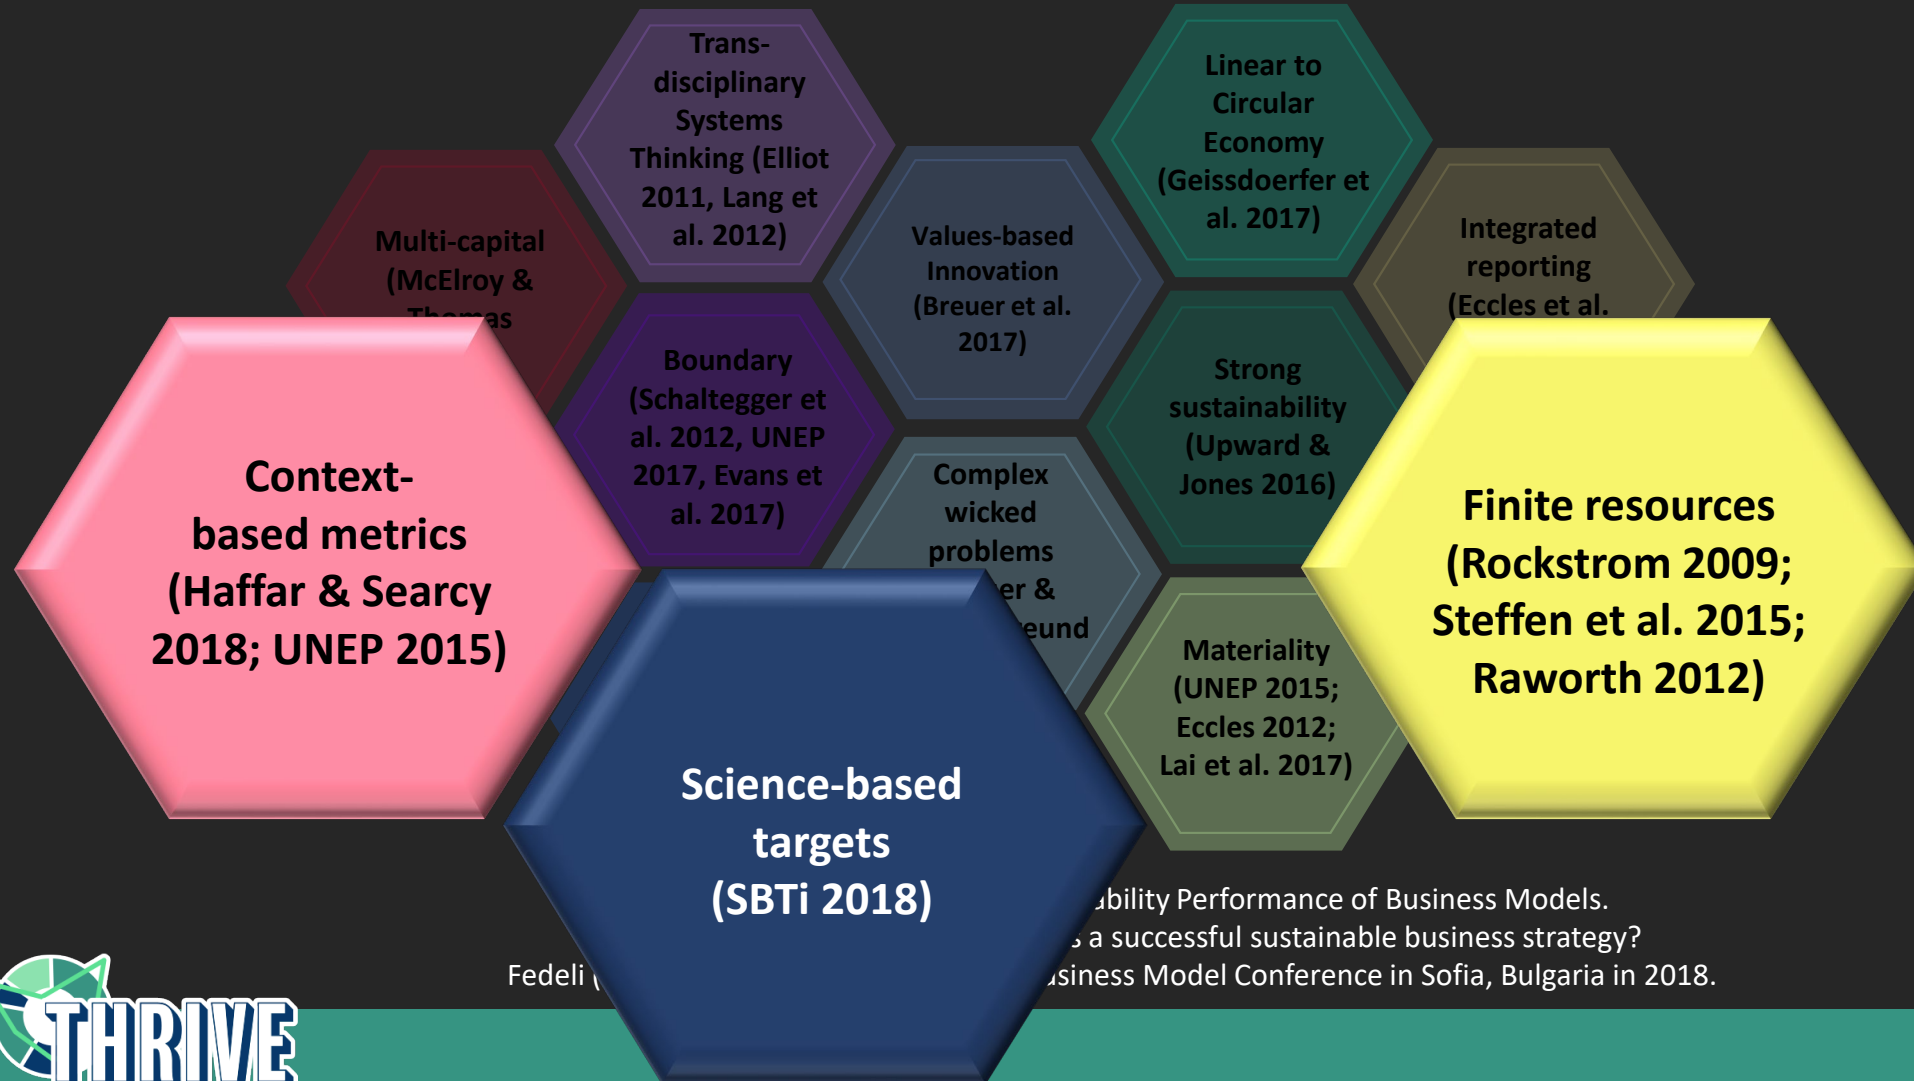 Trans-
disciplinary
Systems
Thinking (Elliot
2011, Lang et
al. 2012)
Linear to
Circular
Economy
(Geissdoerfer et
al. 2017)
Multi-capital
(McElroy &
Thomas
Values-based
Innovation
(Breuer et al.
2017)
Integrated
reporting
(Eccles et al.
Boundary
(Schaltegger et
al. 2012, UNEP
2017, Evans et
al. 2017)
Strong
sustainability
(Upward &
Jones 2016)
Complex
wicked
problems
&
Context-
based metrics
(Haffar & Searcy
2018; UNEP 2015)
Finite resources
(Rockstrom 2009;
Steffen et al. 2015;
Raworth 2012)
Materiality
(UNEP 2015;
Eccles 2012;
Lai et al. 2017)
Science-based
targets
(SBTi 2018)
Performance of Business Models.
a successful sustainable business strategy?
Fedeli ( Model Conference in Sofia, Bulgaria in 2018.
THRIVE